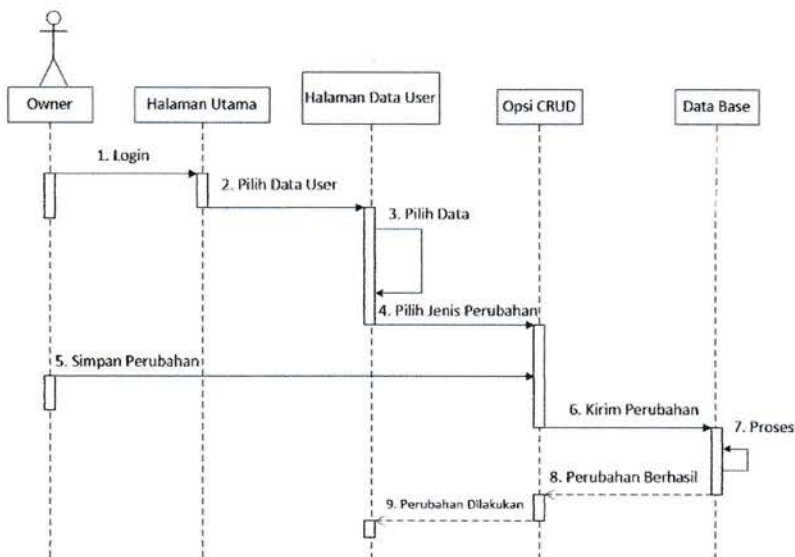 Owner
Halaman Utama
Halaman Data User
Opsi CRUD
Data Base
1. Login
2. Pilih Data User
3. Pilih Data
4. Pilih Jenis Perubahan
5. Simpan Perubahan
6. Kirim Perubahan
7. Proses
8. Perubahan Berhasil
9. Perubahan Dilakukan